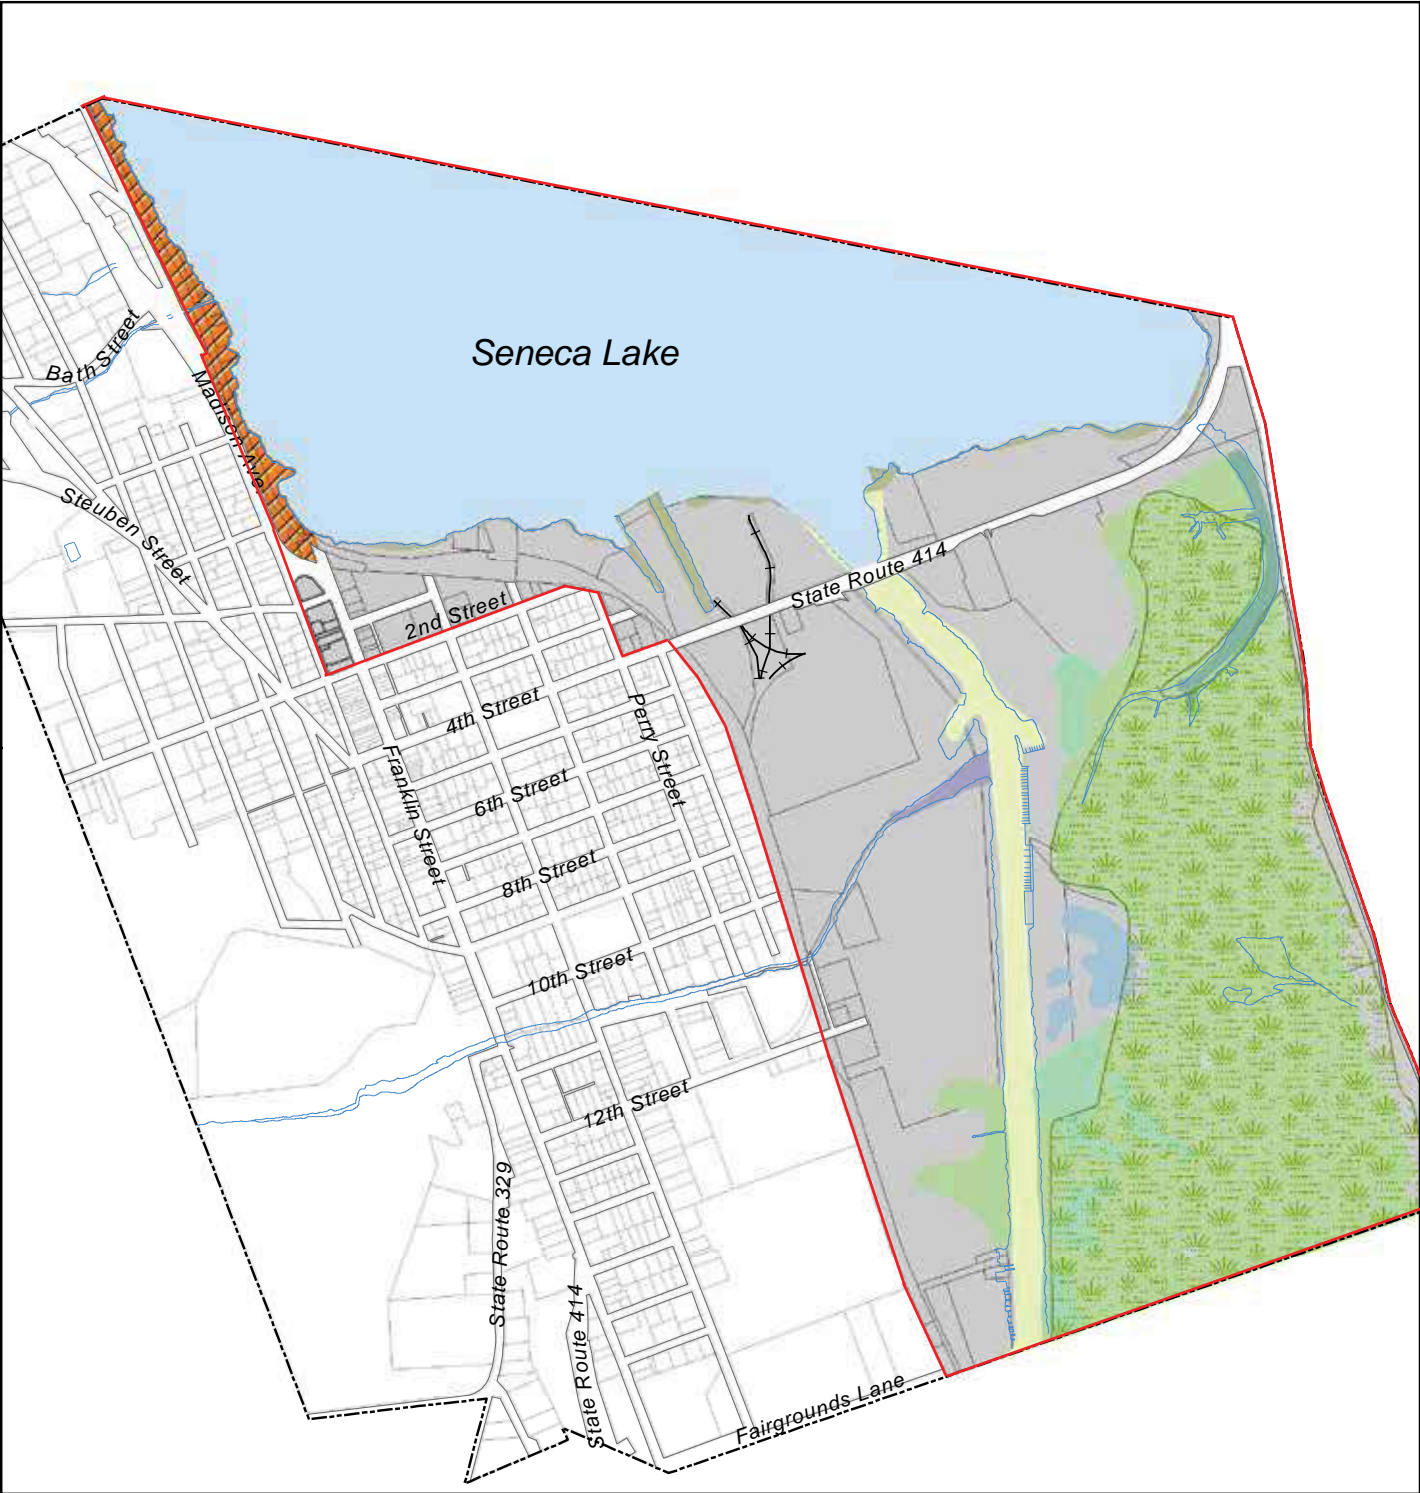 Seneca Lake
Bath Street
Madison Ave
Steuben Street
State Route 414
2nd Street
4th Street
Perry Street
Franklin Street
6th Street
8th Street
10th Street
12th Street
State Route 329
State Route 414
Fairgrounds Lane